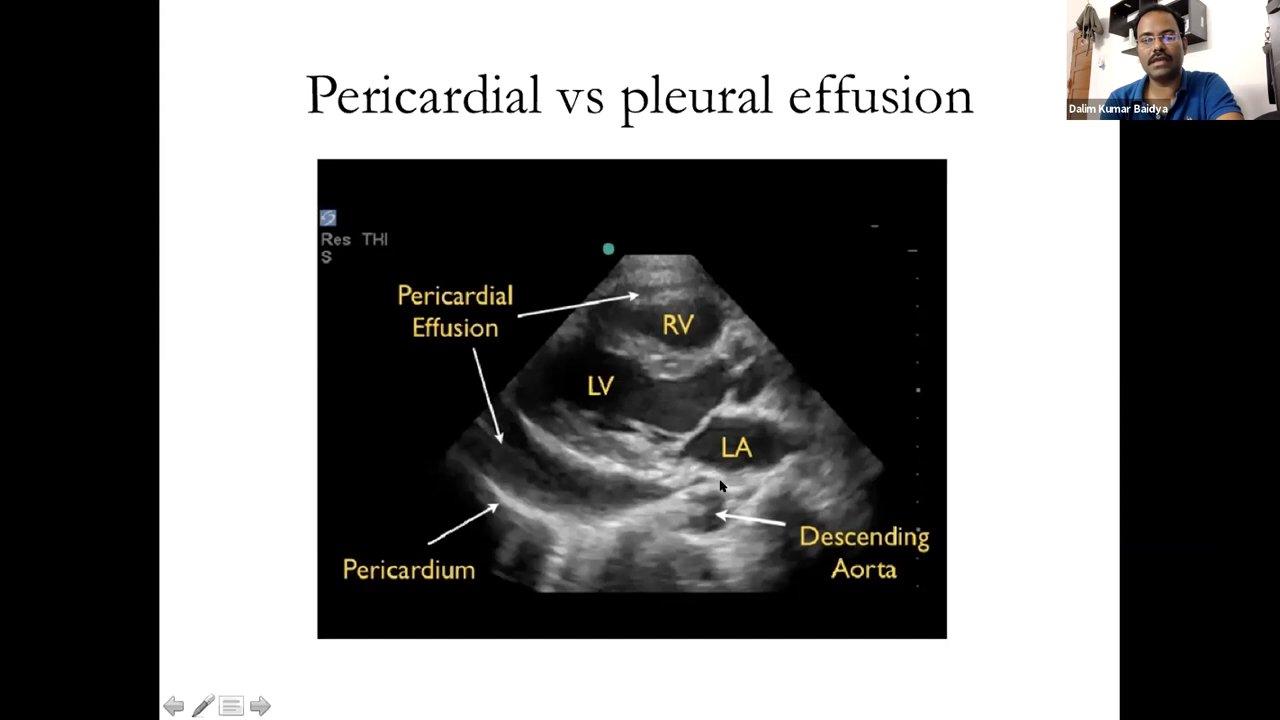 Pericardial vs pleural effusion
Dalim Kumar Baidya
Res THI
S
Pericardial
Effusion
RV
LV
LA
Descending
Aorta
Pericardium